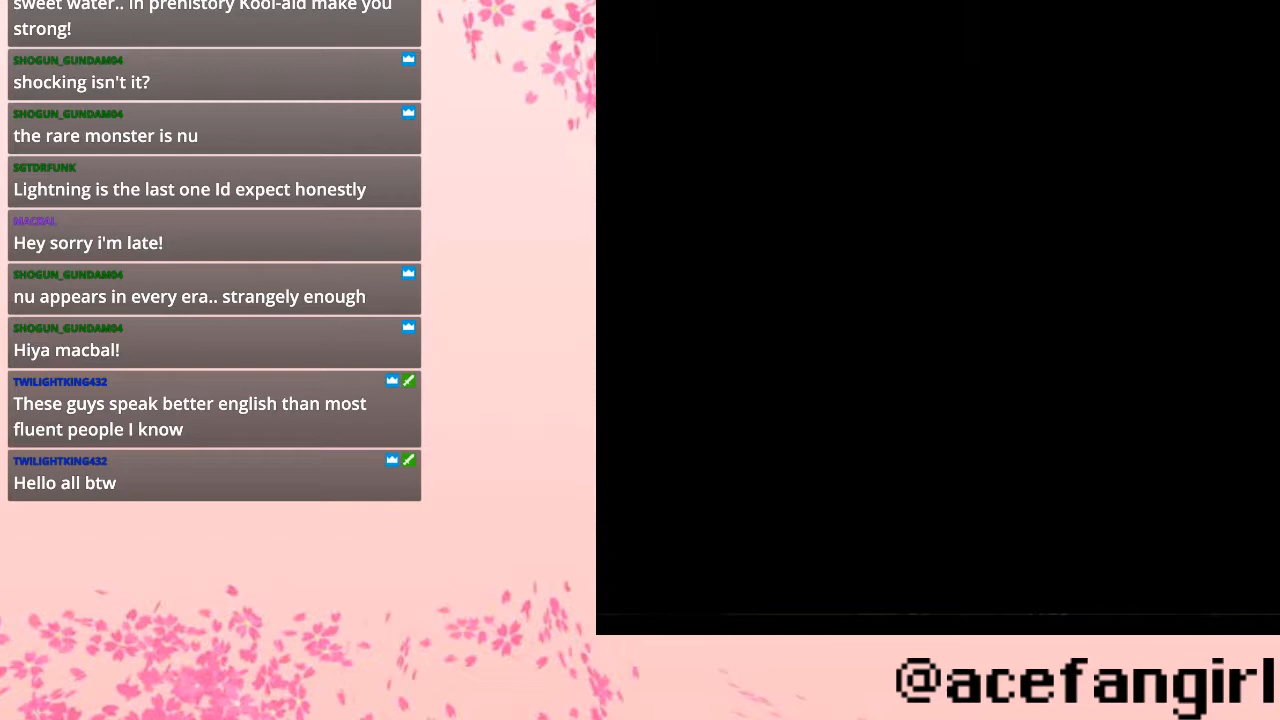 sweet water.. in prehistory Kool-aid make you
strong!
SHOGUN_GUNDAM04
shocking isn't it?
SHOGUN_GUNDAM04
the rare monster is nu
SGTDRFUNK
Lightning is the last one Id expect honestly
MACBAL
Hey sorry i'm late!
SHOGUN_GUNDAM04
nu appears in every era.. strangely enough
SHOGUN_GUNDAM04
Hiya macbal!
TWILIGHTKING432
These guys speak better english than most
fluent people I know
TWILIGHTKING432
Hello all btw
@acefangirl